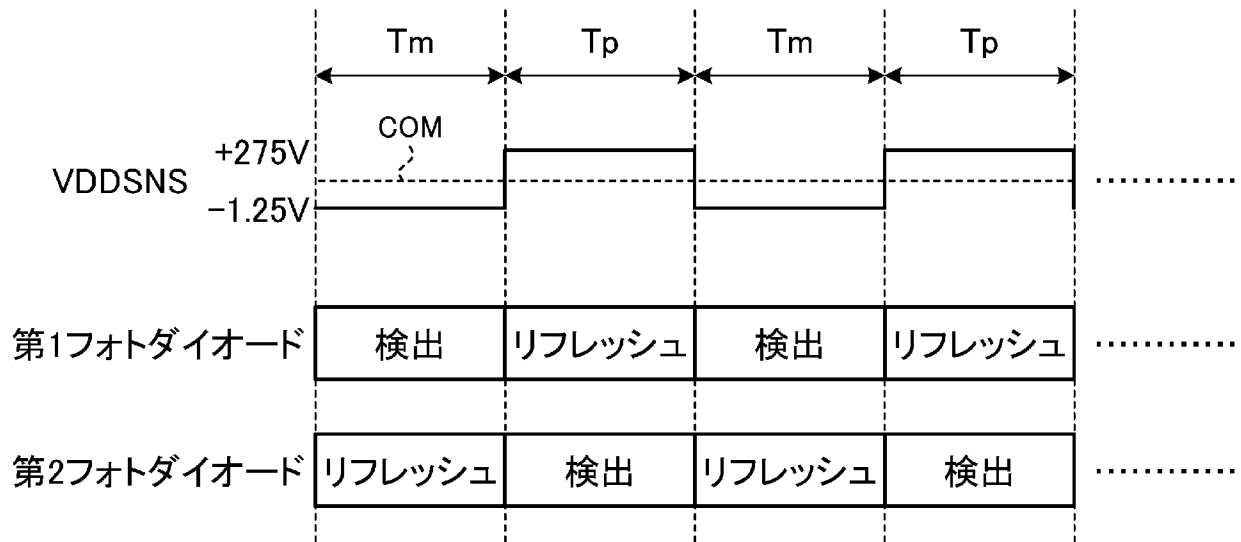 Tm Tp Tm Tp
COM
+275V
VDDSNS
−1.25V
第1フォトダイオード 検出 リフレッシュ 検出 リフレッシュ
第2フォトダイオード リフレッシュ 検出 リフレッシュ 検出